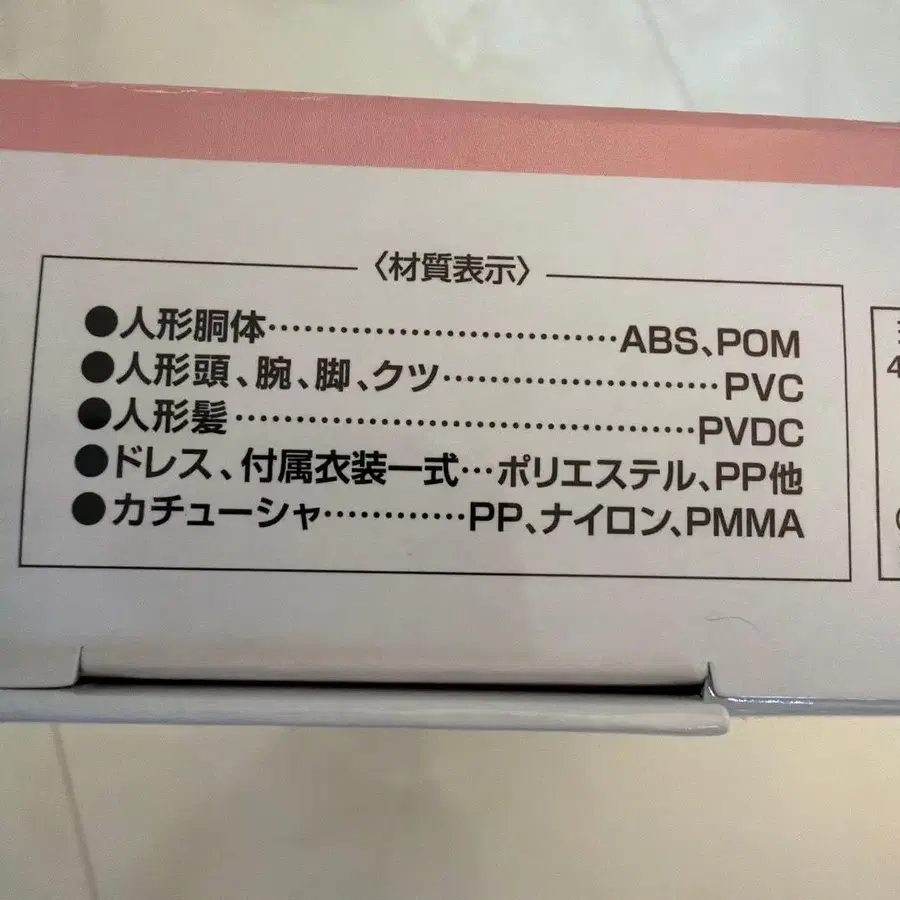 〈材質表示〉
●人形胴体…………………………ABS、POM
●人形頭、腕、脚、クツ……………………PVC
●人形髪…………………………………PVDC
●ドレス、付属衣装一式…ポリエステル、PP他
●カチューシャ…………PP、ナイロン、PMMA